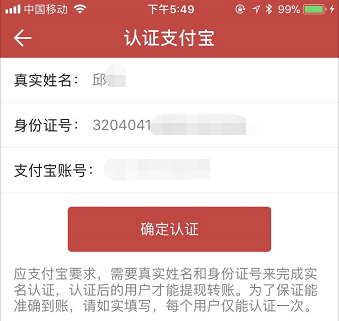 中国移动 下午5:49 99%
认证支付宝
真实姓名： 邱
身份证号： 3204041
支付宝账号：
确定认证
应支付宝要求，需要真实姓名和身份证号来完成实
名认证，认证后的用户才能提现转账。为了保证能
准确到账，请如实填写，每个用户仅能认证一次。